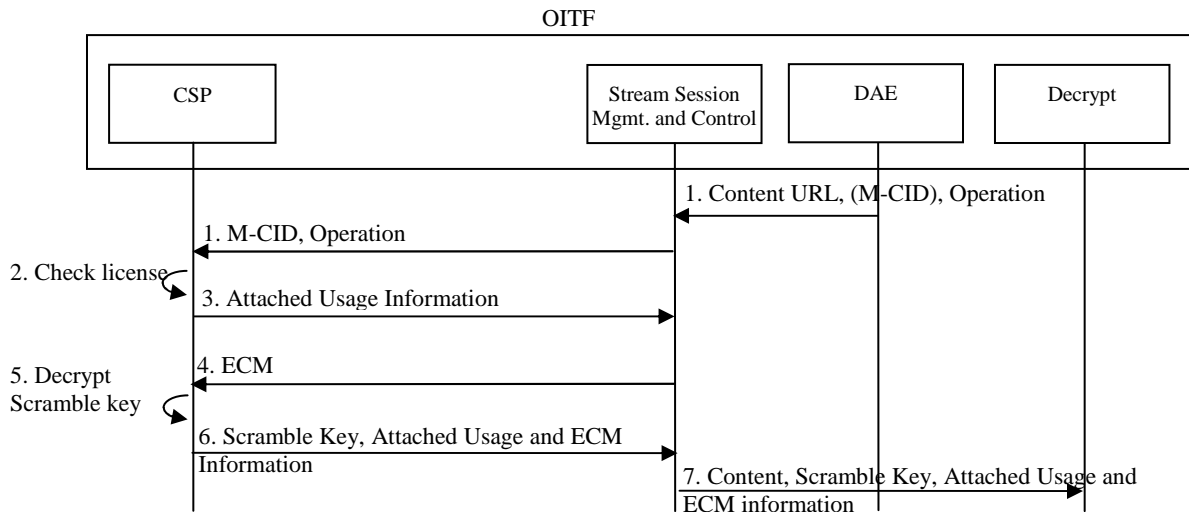 OITF
CSP
Stream Session
Mgmt. and Control
DAE
Decrypt
1. Content URL, (M-CID), Operation
1. M-CID, Operation
2. Check license
3. Attached Usage Information
4. ECM
5. Decrypt
Scramble key
6. Scramble Key, Attached Usage and ECM
Information
7. Content, Scramble Key, Attached Usage and
ECM information